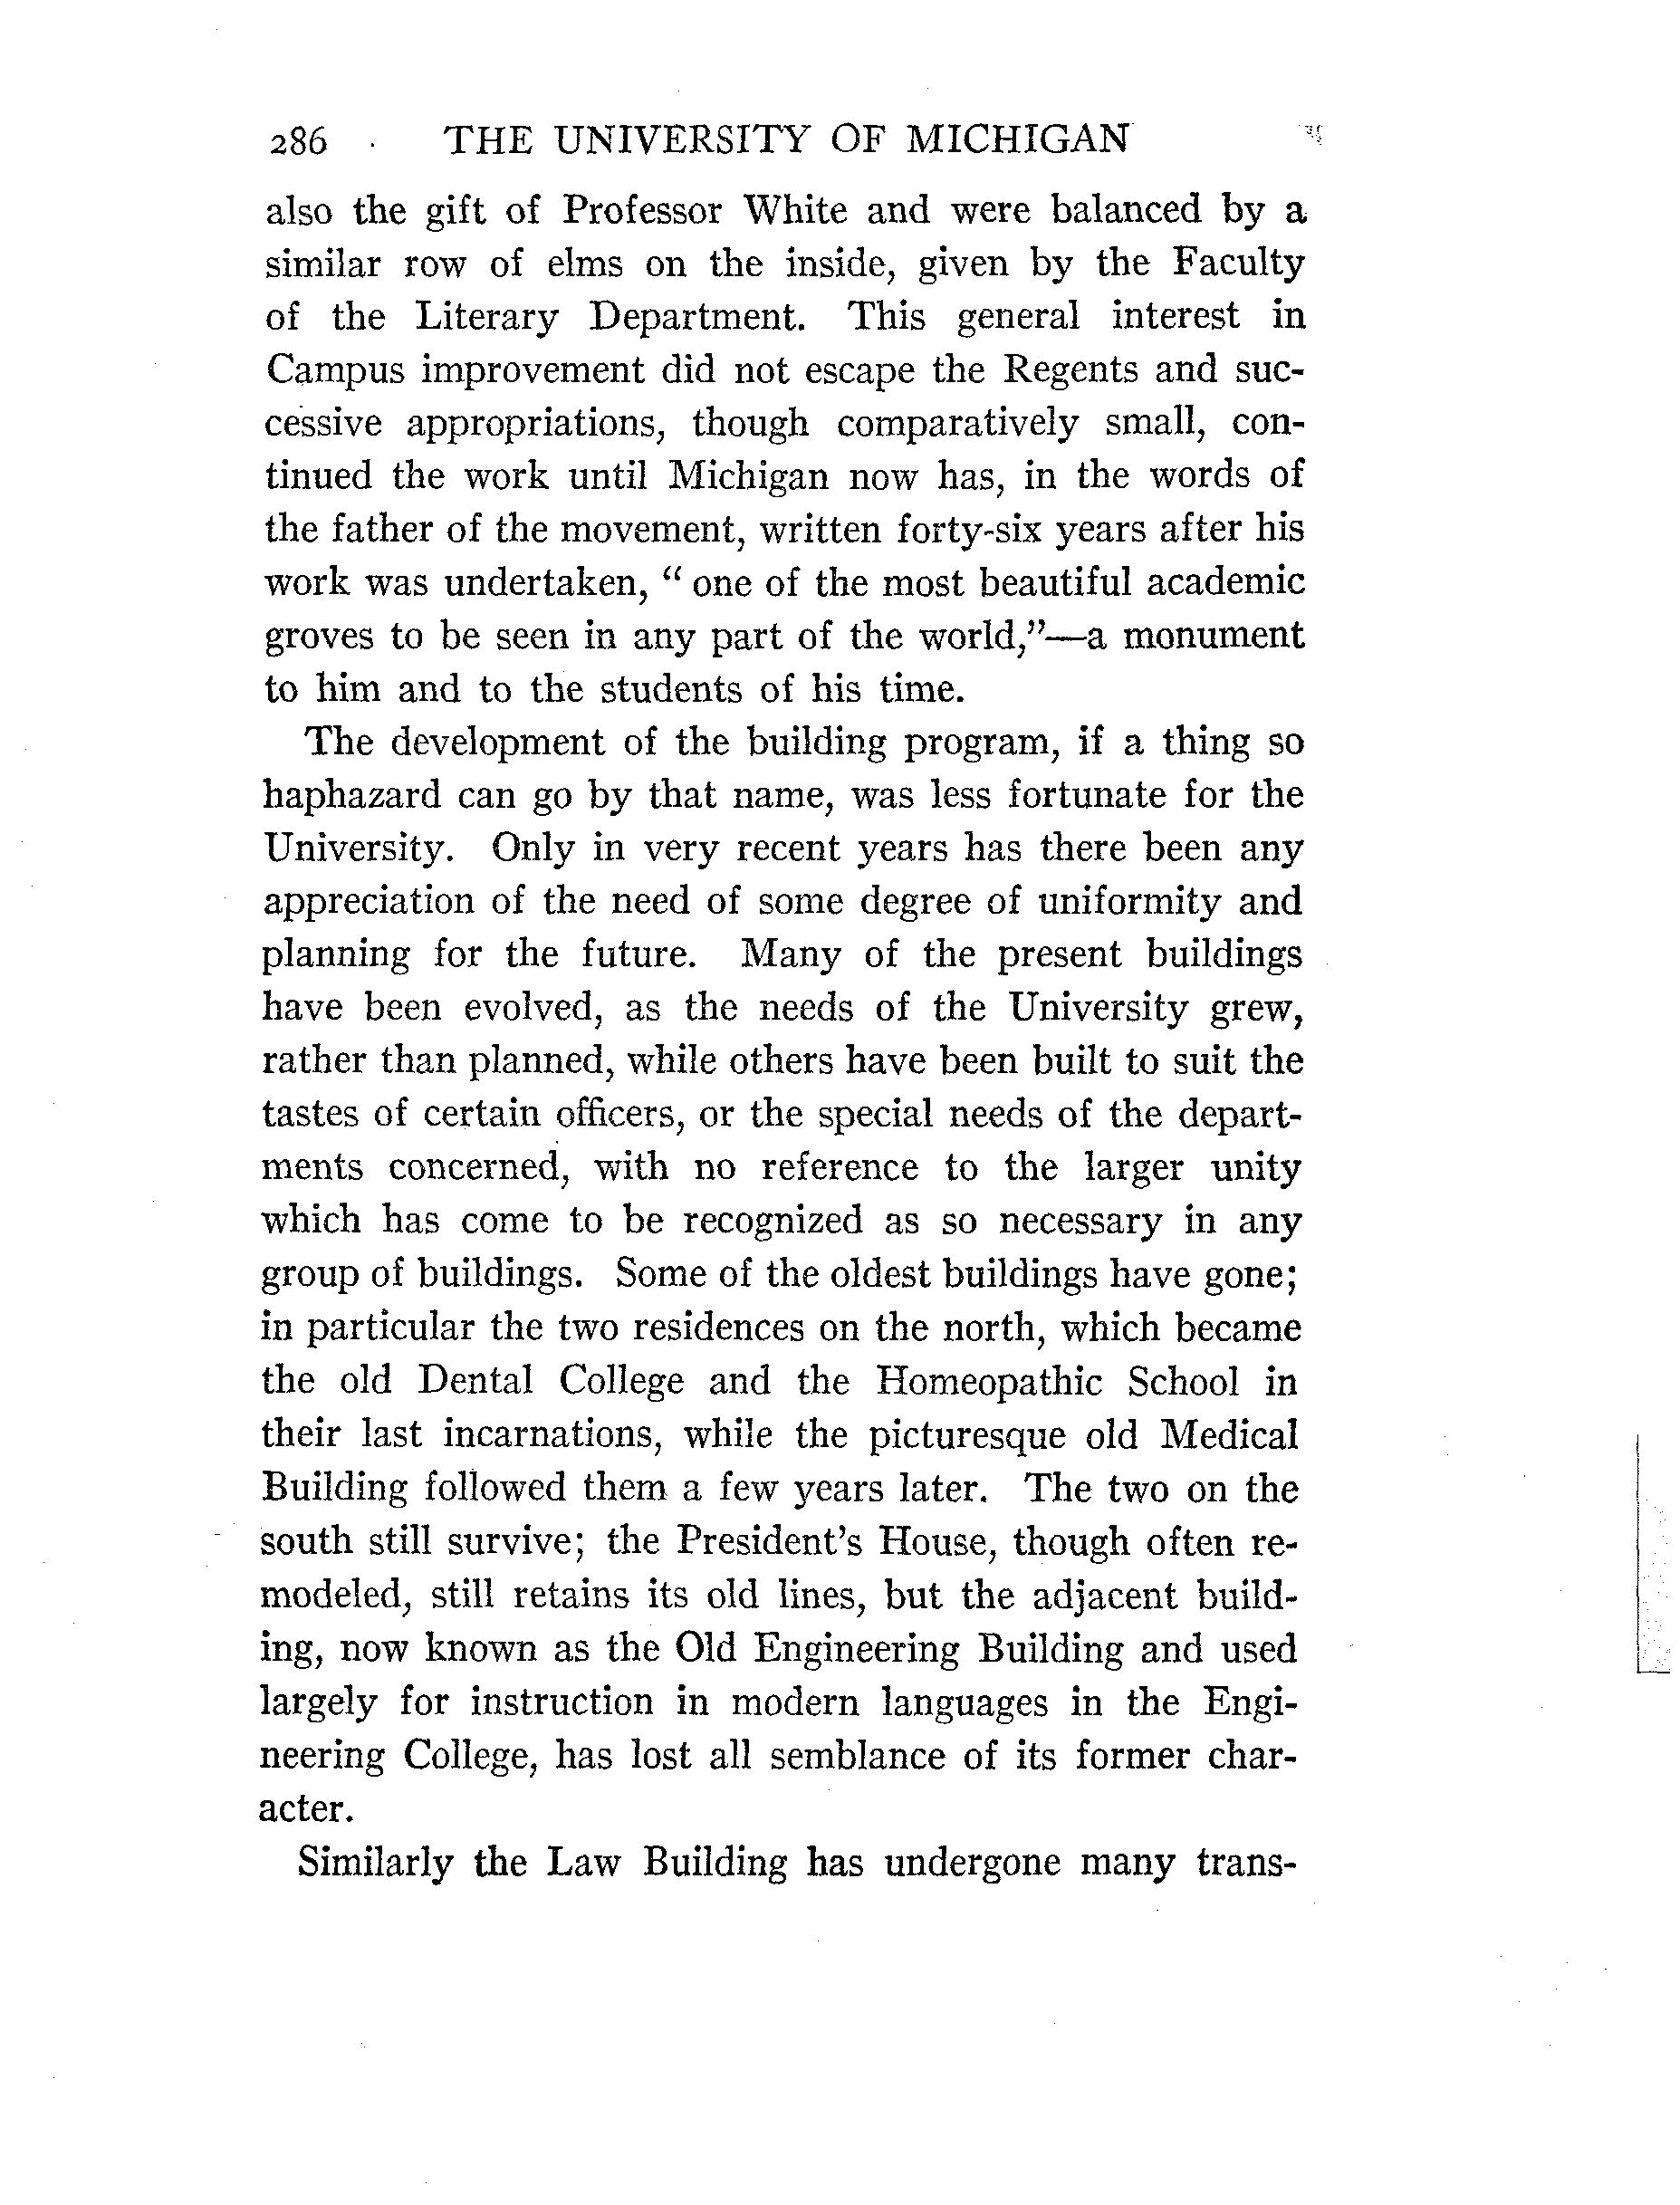 286 THE UNIVERSITY OF MICHIGAN
also the gift of Professor White and were balanced by a
similar row of elms on the inside, given by the Faculty
of the Literary Department. This general interest in
Campus improvement did not escape the Regents and suc-
cessive appropriations, though comparatively small, con-
tinued the work until Michigan now has, in the words of
the father of the movement, written forty-six years after his
work was undertaken, " one of the most beautiful academic
groves to be seen in any part of the world,"—a monument
to him and to the students of his time.
The development of the building program, if a thing so
haphazard can go by that name, was less fortunate for the
University. Only in very recent years has there been any
appreciation of the need of some degree of uniformity and
planning for the future. Many of the present buildings
have been evolved, as the needs of the University grew,
rather than planned, while others have been built to suit the
tastes of certain officers, or the special needs of the depart-
ments concerned, with no reference to the larger unity
which has come to be recognized as so necessary in any
group of buildings. Some of the oldest buildings have gone;
in particular the two residences on the north, which became
the old Dental College and the Homeopathic School in
their last incarnations, while the picturesque old Medical
Building followed them a few years later. The two on the
south still survive; the President's House, though often re-
modeled, still retains its old lines, but the adjacent build-
ing, now known as the Old Engineering Building and used
largely for instruction in modern languages in the Engi-
neering College, has lost all semblance of its former char-
acter.
Similarly the Law Building has undergone many trans-